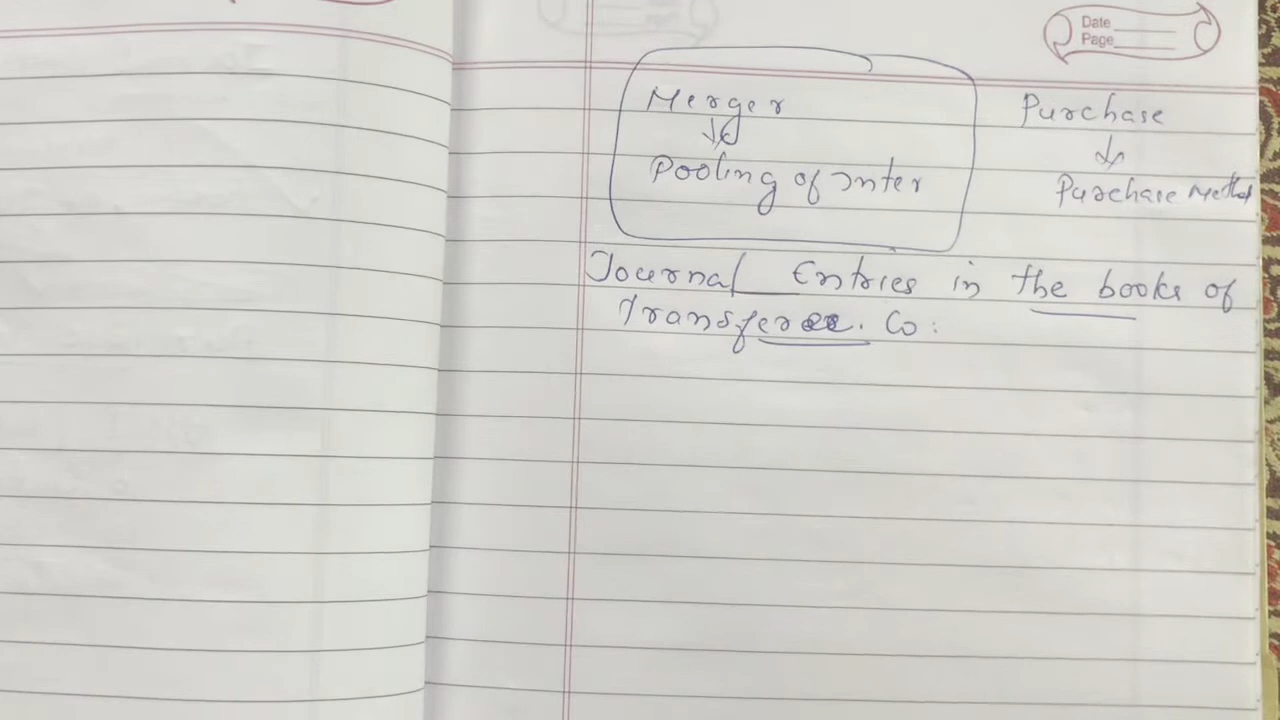 Date
Page
Merger
Pooling of Inter
Purchase
Purchase Method
Journal Entries in the books of
Transferee. Co: